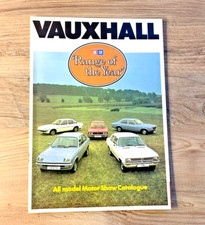 VAUXHALL
"Range
of the Year"
All model Motor Show Catalogue